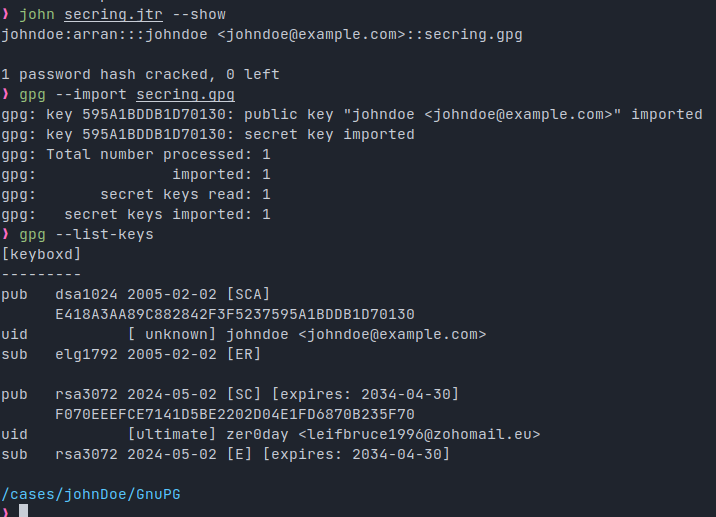 ❯ john secring.jtr --show
johndoe:arran:::johndoe <johndoe@example.com>::secring.gpg

1 password hash cracked, 0 left
❯ gpg --import secring.gpg
gpg: key 595A1BDDB1D70130: public key "johndoe <johndoe@example.com>" imported
gpg: key 595A1BDDB1D70130: secret key imported
gpg: Total number processed: 1
gpg:               imported: 1
gpg:       secret keys read: 1
gpg:   secret keys imported: 1
❯ gpg --list-keys
[keyboxd]
---------
pub   dsa1024 2005-02-02 [SCA]
      E418A3AA89C882842F3F5237595A1BDDB1D70130
uid           [ unknown] johndoe <johndoe@example.com>
sub   elg1792 2005-02-02 [ER]

pub   rsa3072 2024-05-02 [SC] [expires: 2034-04-30]
      F070EEEFCE7141D5BE2202D04E1FD6870B235F70
uid           [ultimate] zer0day <leifbruce1996@zohomail.eu>
sub   rsa3072 2024-05-02 [E] [expires: 2034-04-30]

/cases/johnDoe/GnuPG
❯